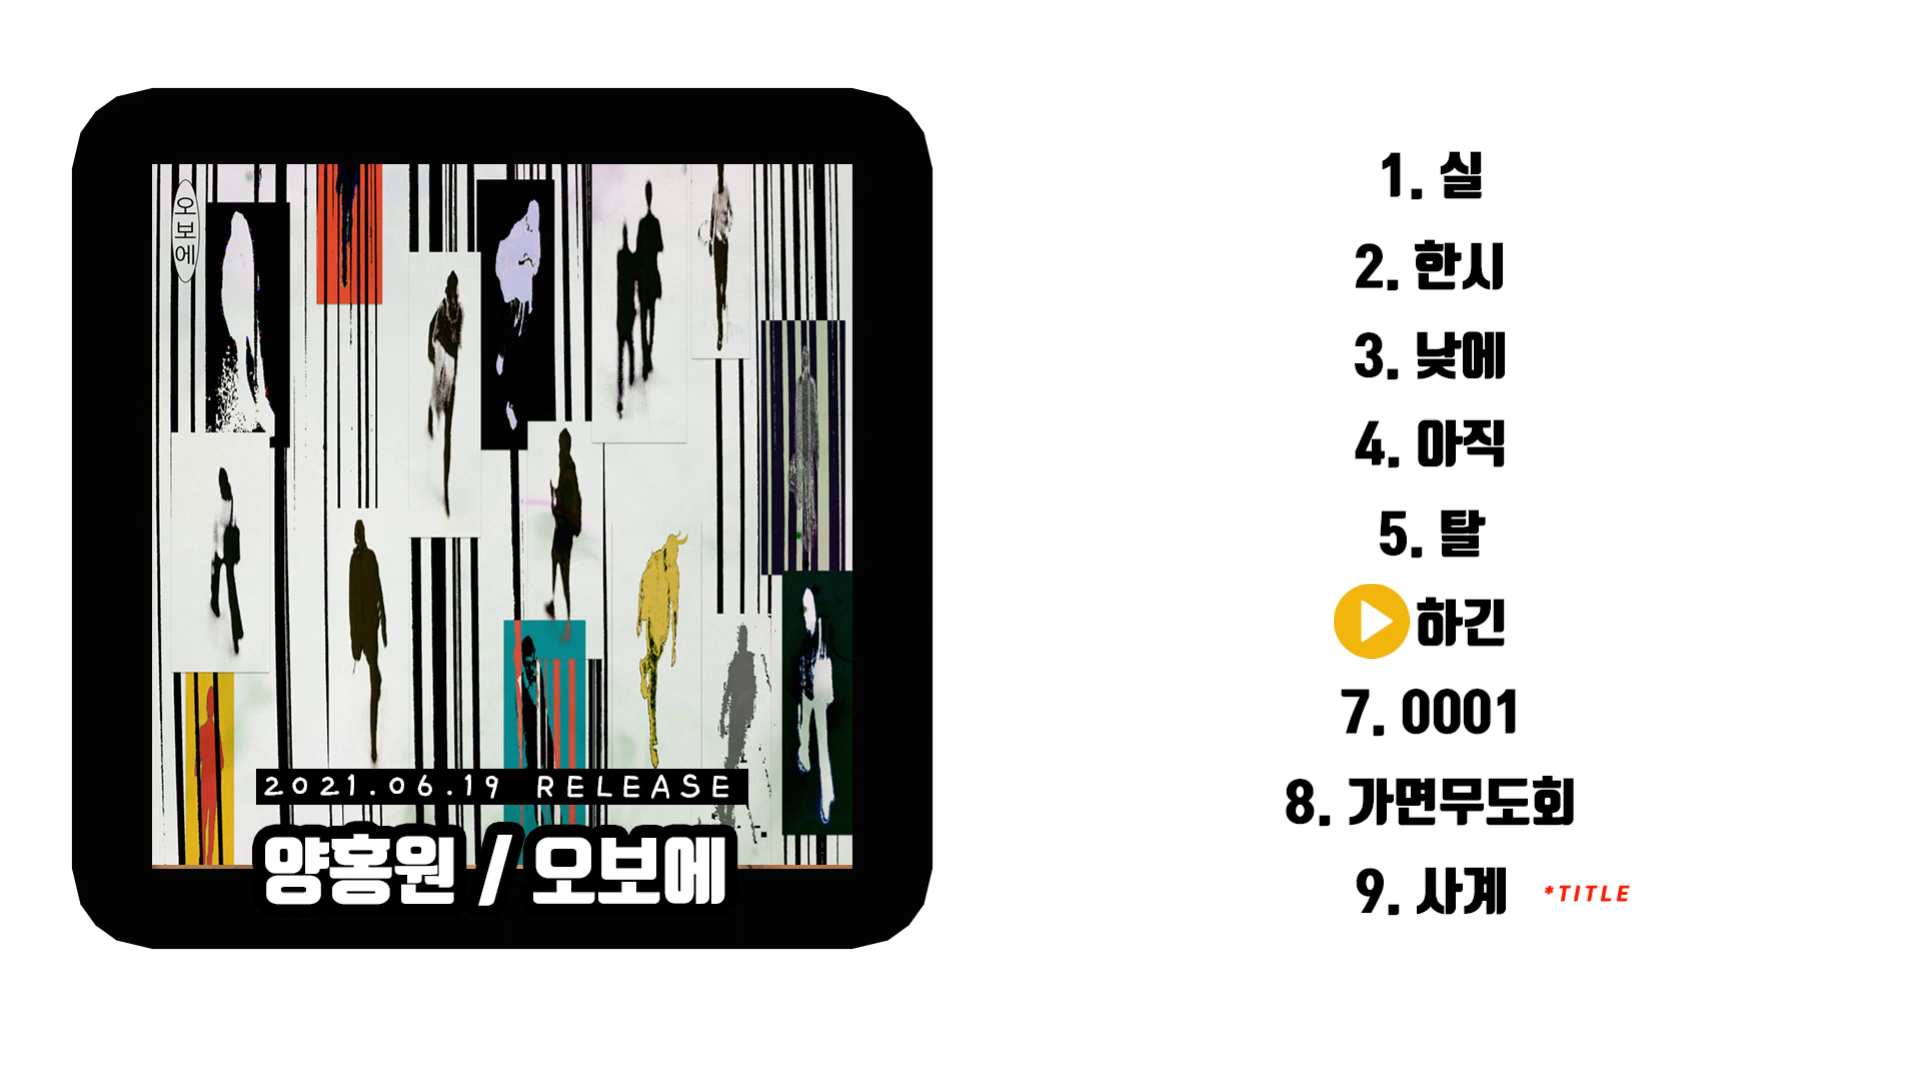 오
보
에
2021.06.19 RELEASE
양홍원 / 오보에
1. 실
2. 한시
3. 낮에
4. 아직
5. 탈
하긴
7. 0001
8. 가면무도회
9. 사계 *TITLE